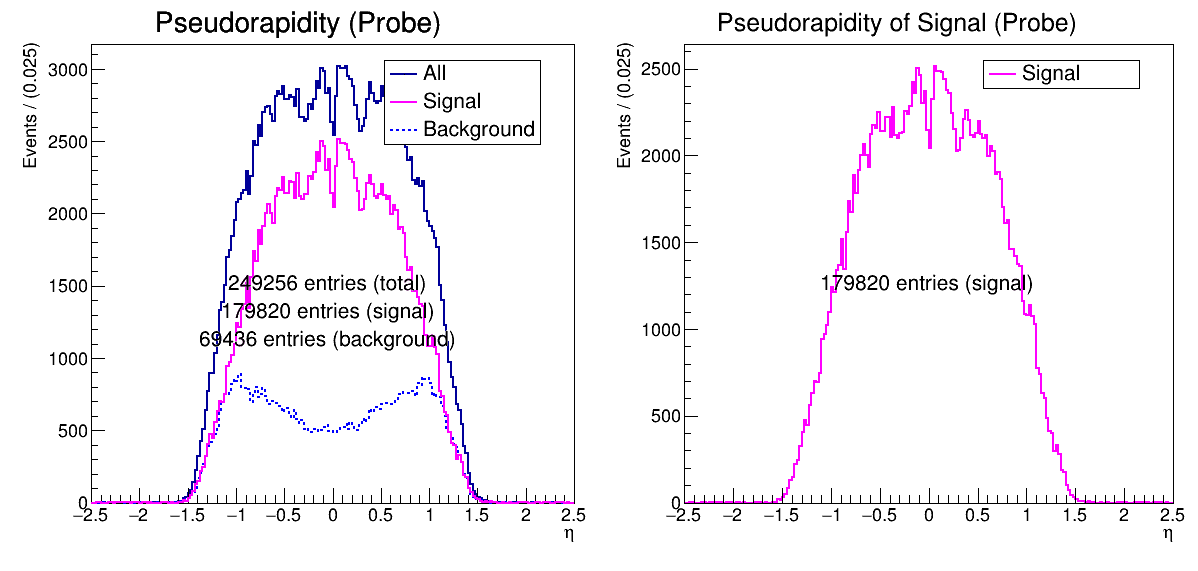 Pseudorapidity (Probe)
Events / (0.025)
3000
2500
2000
1500
1000
500
0
All
Signal
Background
249256 entries (total)
179820 entries (signal)
69436 entries (background)
−2.5 −2 −1.5 −1 −0.5 0 0.5 1 1.5 2 2.5
η
Pseudorapidity of Signal (Probe)
Events / (0.025)
2500
2000
1500
1000
500
0
Signal
179820 entries (signal)
−2.5 −2 −1.5 −1 −0.5 0 0.5 1 1.5 2 2.5
η